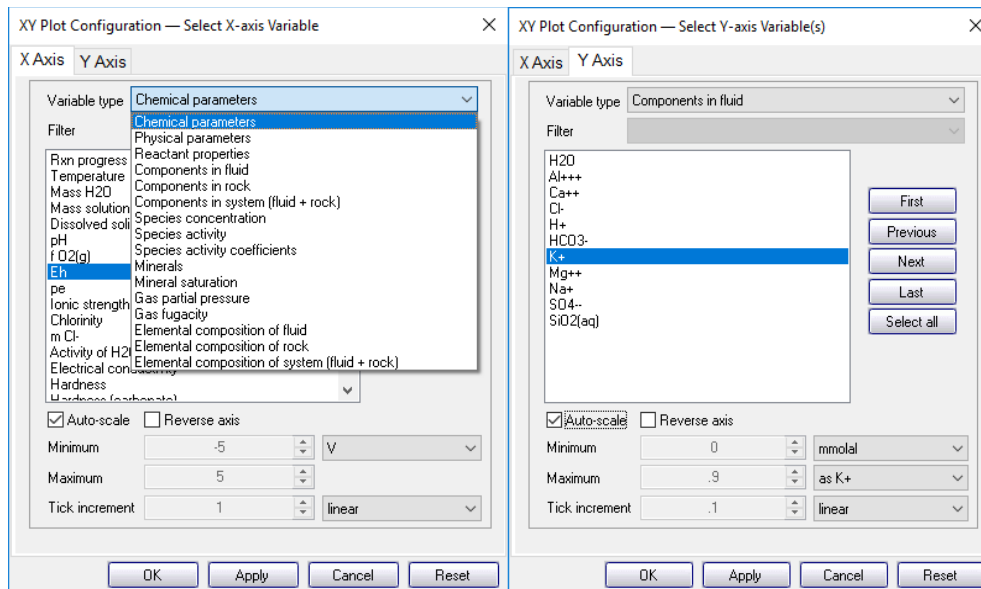 XY Plot Configuration — Select X-axis Variable
X Axis Y Axis
Variable type Chemical parameters
Chemical parameters
Filter
Physical parameters
Reactant properties
Components in fluid
Components in rock
Components in system (fluid + rock)
Species concentration
Species activity
Species activity coefficients
Minerals
Mineral saturation
Gas partial pressure
Gas fugacity
Elemental composition of fluid
Elemental composition of rock
Elemental composition of system (fluid + rock)
Rxn progress
Temperature
Mass H2O
Mass solution
Dissolved soli
pH
f O2(g)
Eh
pe
Ionic strength
Chlorinity
m Cl-
Activity of H2
Electrical
Hardness
Hardness (carbonate)
Auto-scale Reverse axis
Minimum -5 V
Maximum 5
Tick increment 1 linear
OK Apply Cancel Reset
XY Plot Configuration — Select Y-axis Variable(s)
X Axis Y Axis
Variable type Components in fluid
Filter
H2O
Al+++
Ca++
Cl-
H+
HCO3-
K+
Mg++
Na+
SO4--
SiO2(aq)
First
Previous
Next
Last
Select all
Auto-scale Reverse axis
Minimum 0 mmolal
Maximum .9 as K+
Tick increment .1 linear
OK Apply Cancel Reset